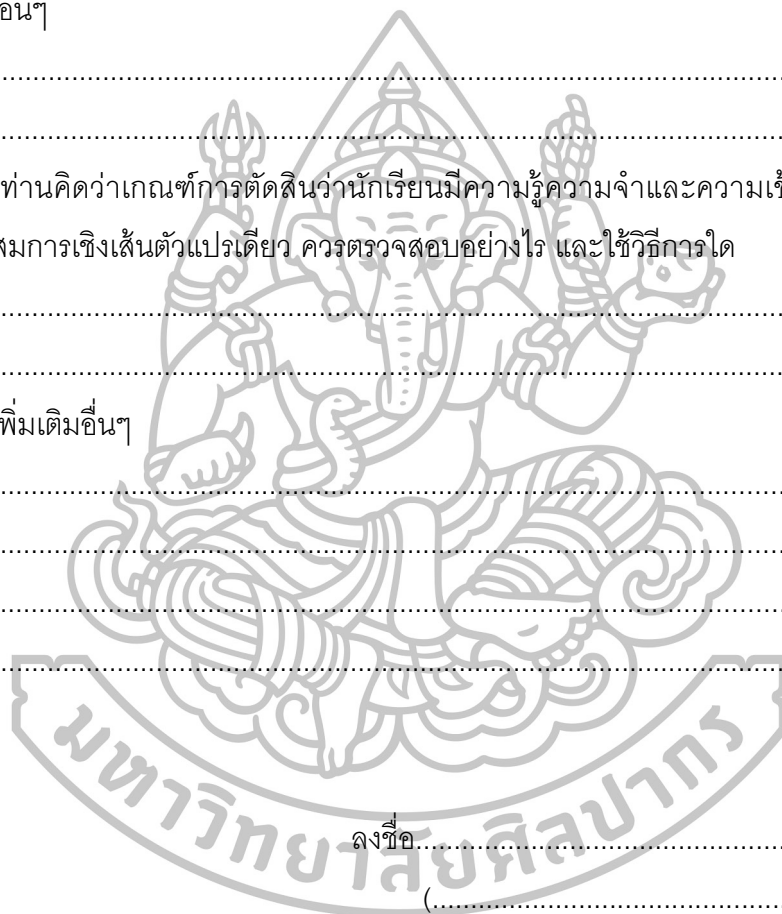 อื่นๆ
................................................................................
................................................................................
ท่านคิดว่าเกณฑ์การตัดสินว่านักเรียนมีความรู้ความจำและความเข้
สมการเชิงเส้นตัวแปรเดียว ควรตรวจสอบอย่างไร และใช้วิธีการใด
................................................................................
................................................................................
พิ่มเติมอื่นๆ
................................................................................
................................................................................
................................................................................
................................................................................
ลงชื่อ................................................
(................................................
มหาวิทยาลัยศิลปากร